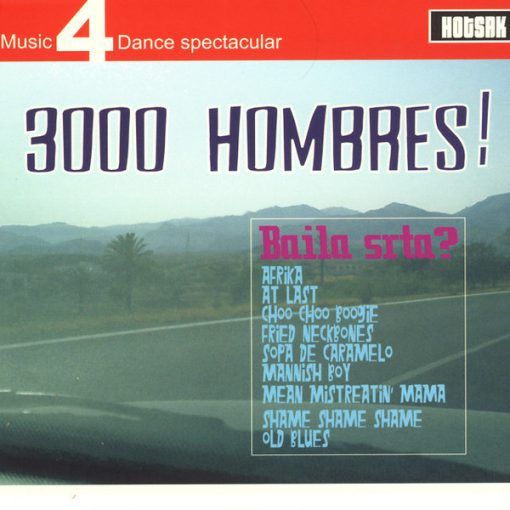 Music 4 Dance spectacular
HOTSAK
3000 HOMBRES!
Baila srta?
AFRIKA
AT LAST
CHOO CHOO BOOGIE
FRIED NECKBONES
SOPA DE CARAMELO
MANNISH BOY
MEAN MISTREATIN' MAMA
SHAME SHAME SHAME
OLD BLUES